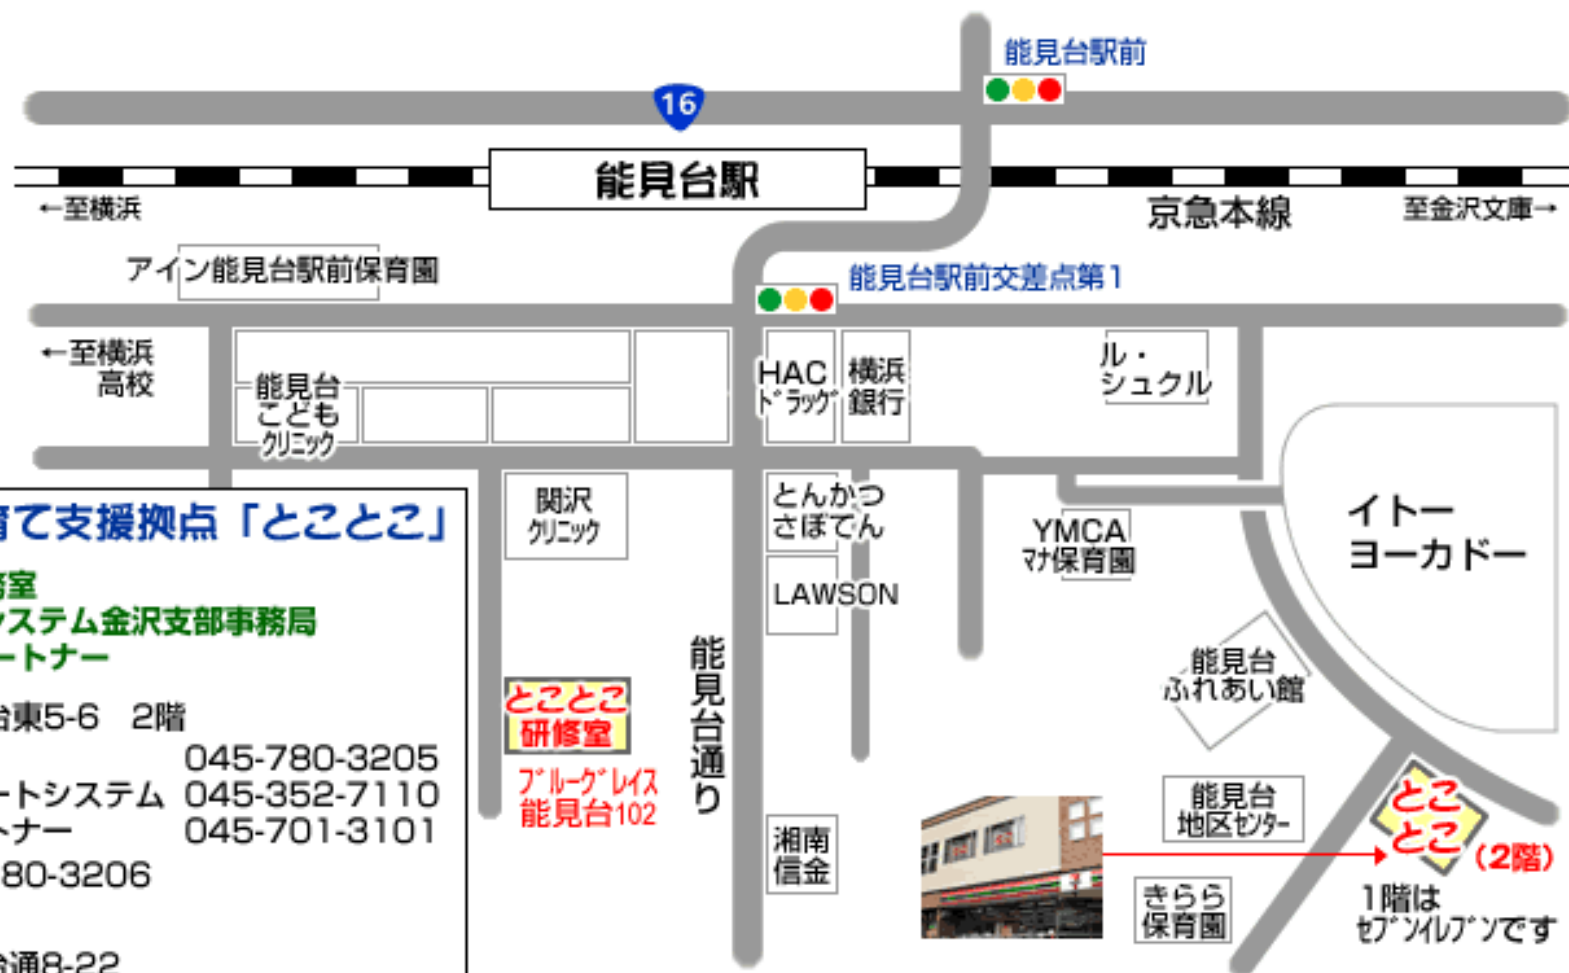 能見台駅前
16
能見台駅
←至横浜
京急本線
至金沢文庫→
アイン能見台駅前保育園
能見台駅前交差点第1
←至横浜
高校
能見台
こども
クリニック
HAC
ドラッグ
横浜
銀行
ル・
シュクル
関沢
クリニック
とんかつ
さぼてん
LAWSON
YMCA
マナ保育園
イトー
ヨーカドー
能見台
ふれあい館
能見台通り
とことこ
研修室
ブルーグレイス
能見台102
湘南
信金
能見台
地区センター
きらら
保育園
とこ
とこ
(2階)
1階は
セブンイレブンです
育て支援拠点「とことこ」
務室
システム金沢支部事務局
ートナー
台東5-6 2階
045-780-3205
ートシステム 045-352-7110
トナー 045-701-3101
80-3206
台通8-22